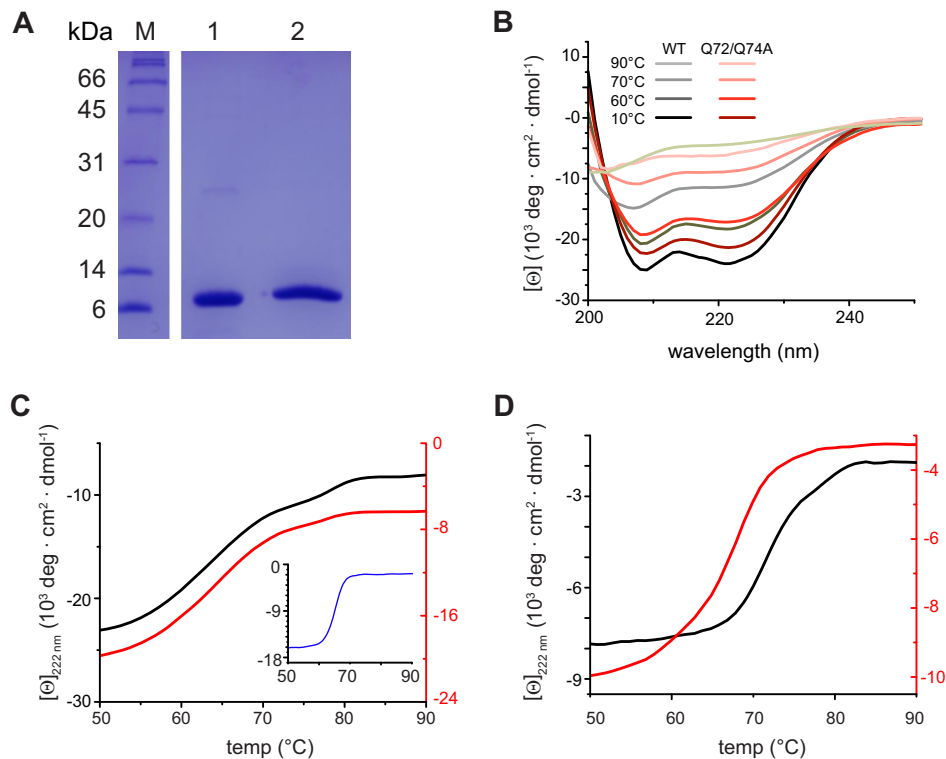 A
kDa M 1 2
66
45
31
20
14
6
B
WT Q72/Q74A
90°C
70°C
60°C
10°C
10
-0
-10
-20
-30
200 220 240
[Θ] (10³ deg · cm² · dmol⁻¹)
wavelength (nm)
C
-10
-20
-30
0
-8
-16
-24
50 60 70 80 90
[Θ]222 nm (10³ deg · cm² · dmol⁻¹)
temp (°C)
0
-9
-18
50 70 90
D
-3
-6
-9
-4
-6
-8
-10
50 60 70 80 90
[Θ]222 nm (10³ deg · cm² · dmol⁻¹)
temp (°C)